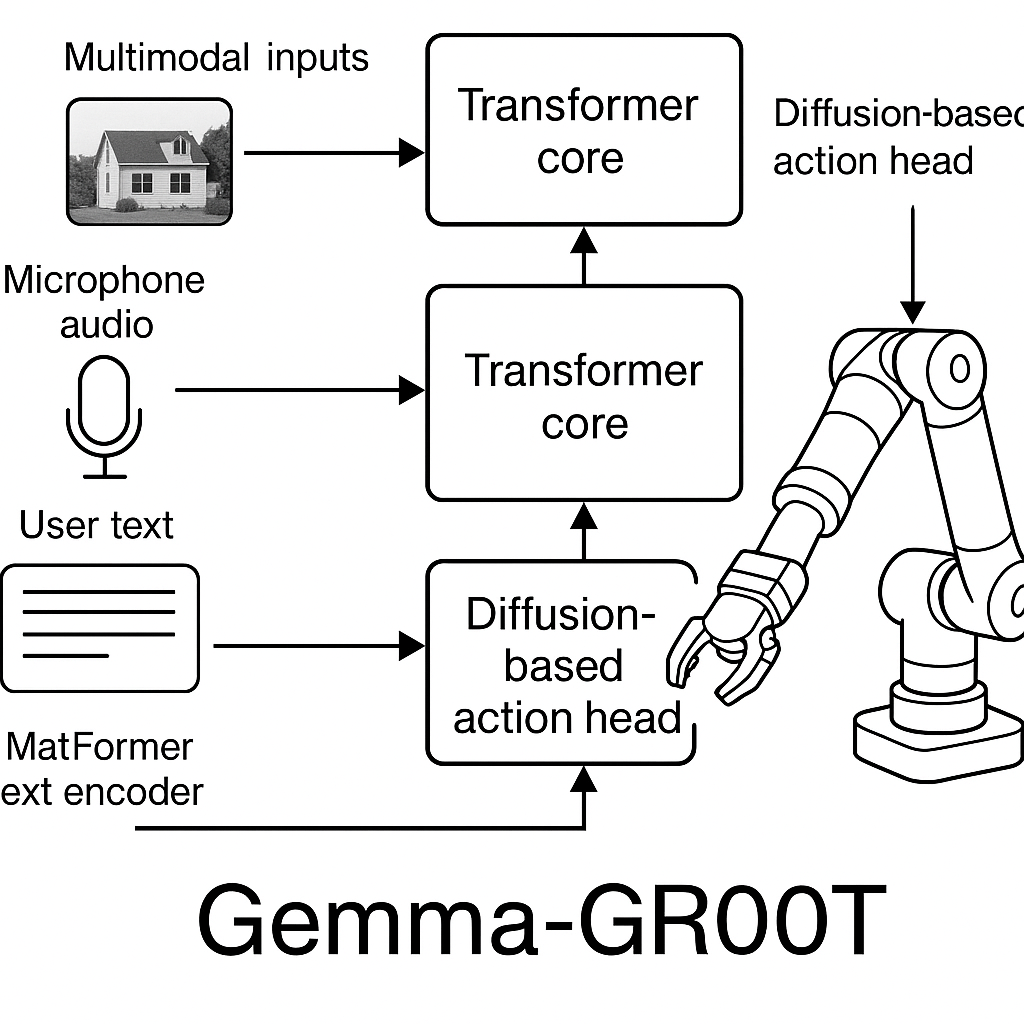 Multimodal inputs
Transformer
core
Diffusion-based
action head
Microphone
audio
Transformer
core
User text
Diffusion-
based
action head
MatFormer
ext encoder
Gemma-GR00T